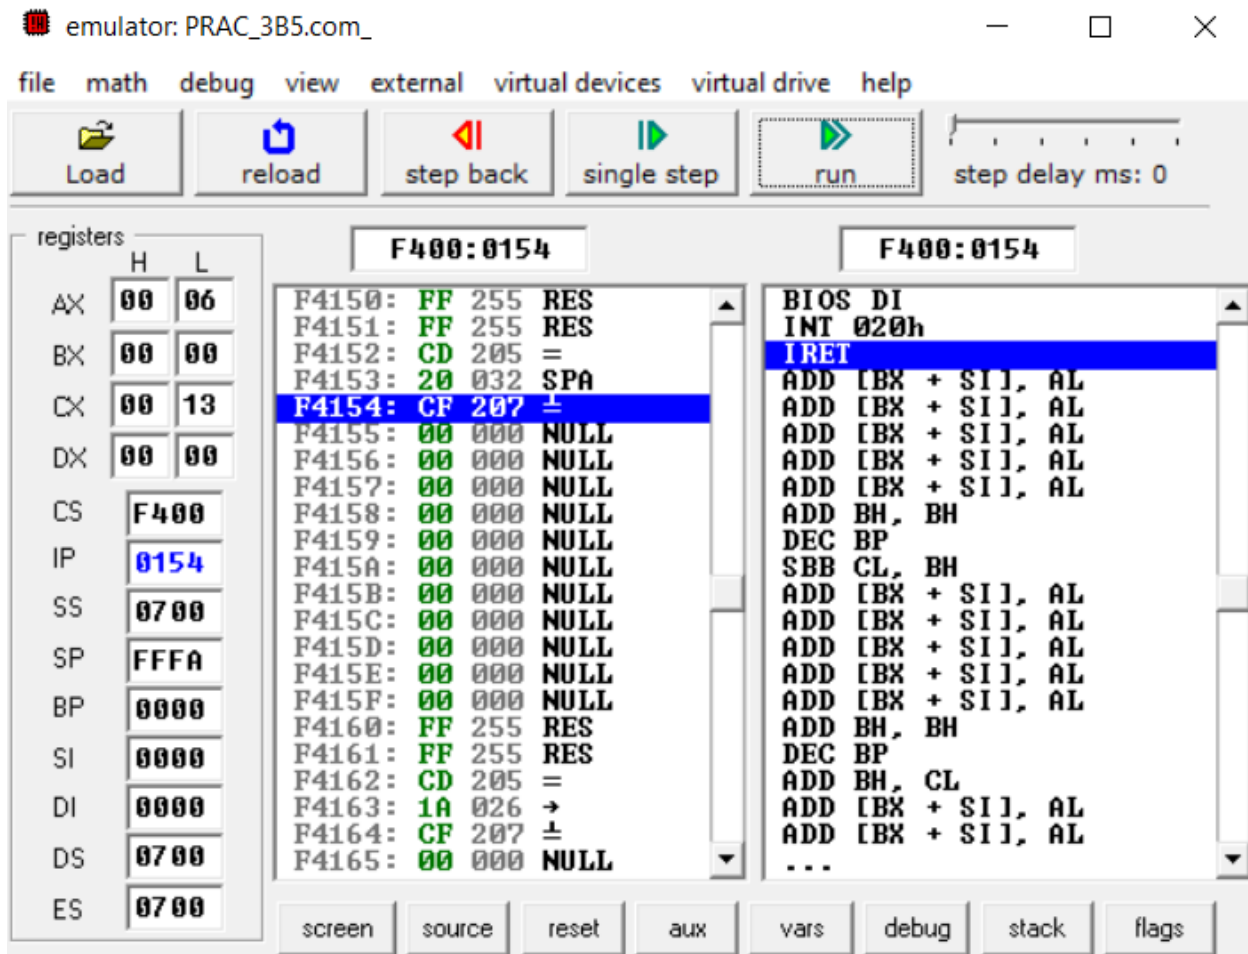 emulator: PRAC_3B5.com_
file math debug view external virtual devices virtual drive help
Load reload step back single step run step delay ms: 0
registers
H L
F400:0154 F400:0154
AX 00 06
BX 00 00
CX 00 13
DX 00 00
CS F400
IP 0154
SS 0700
SP FFFA
BP 0000
SI 0000
DI 0000
DS 0700
ES 0700
F4150: FF 255 RES
F4151: FF 255 RES
F4152: CD 205 =
F4153: 20 032 SPA
F4154: CF 207 ╧
F4155: 00 000 NULL
F4156: 00 000 NULL
F4157: 00 000 NULL
F4158: 00 000 NULL
F4159: 00 000 NULL
F415A: 00 000 NULL
F415B: 00 000 NULL
F415C: 00 000 NULL
F415D: 00 000 NULL
F415E: 00 000 NULL
F415F: 00 000 NULL
F4160: FF 255 RES
F4161: FF 255 RES
F4162: CD 205 =
F4163: 1A 026 →
F4164: CF 207 ╧
F4165: 00 000 NULL
BIOS DI
INT 020h
IRET
ADD [BX + SI], AL
ADD [BX + SI], AL
ADD [BX + SI], AL
ADD [BX + SI], AL
ADD [BX + SI], AL
ADD BH, BH
DEC BP
SBB CL, BH
ADD [BX + SI], AL
ADD [BX + SI], AL
ADD [BX + SI], AL
ADD [BX + SI], AL
ADD [BX + SI], AL
ADD BH, BH
DEC BP
ADD BH, CL
ADD [BX + SI], AL
ADD [BX + SI], AL
...
screen source reset aux vars debug stack flags